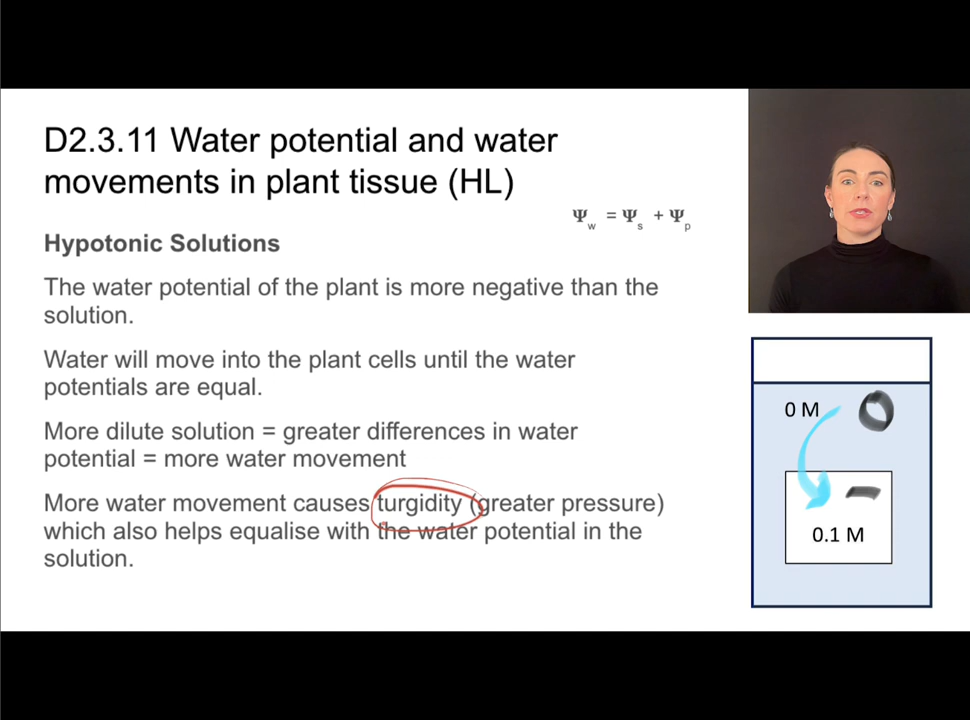 D2.3.11 Water potential and water
movements in plant tissue (HL)
Ψw = Ψs + Ψp
Hypotonic Solutions
The water potential of the plant is more negative than the
solution.
Water will move into the plant cells until the water
potentials are equal.
More dilute solution = greater differences in water
potential = more water movement
More water movement causes turgidity (greater pressure)
which also helps equalise with the water potential in the
solution.
0 M
0
-
0.1 M